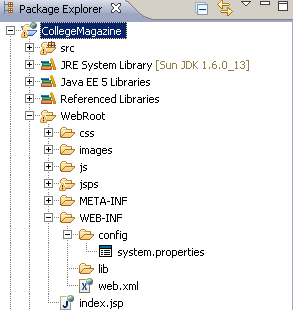 Package Explorer
CollegeMagazine
src
JRE System Library [Sun JDK 1.6.0_13]
Java EE 5 Libraries
Referenced Libraries
WebRoot
css
images
js
jsps
META-INF
WEB-INF
config
system.properties
lib
web.xml
index.jsp